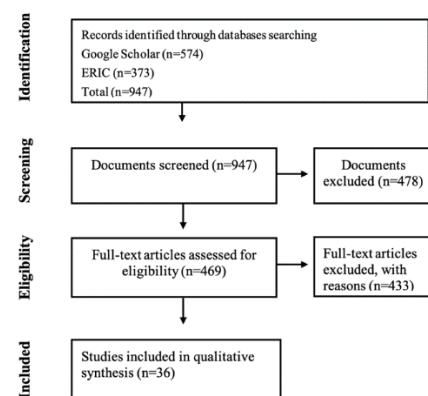 Identification
Records identified through databases searching
Google Scholar (n=574)
ERIC (n=373)
Total (n=947)
Screening
Documents screened (n=947)
Documents
excluded (n=478)
Eligibility
Full-text articles assessed for
eligibility (n=469)
Full-text articles
excluded, with
reasons (n=433)
Included
Studies included in qualitative
synthesis (n=36)